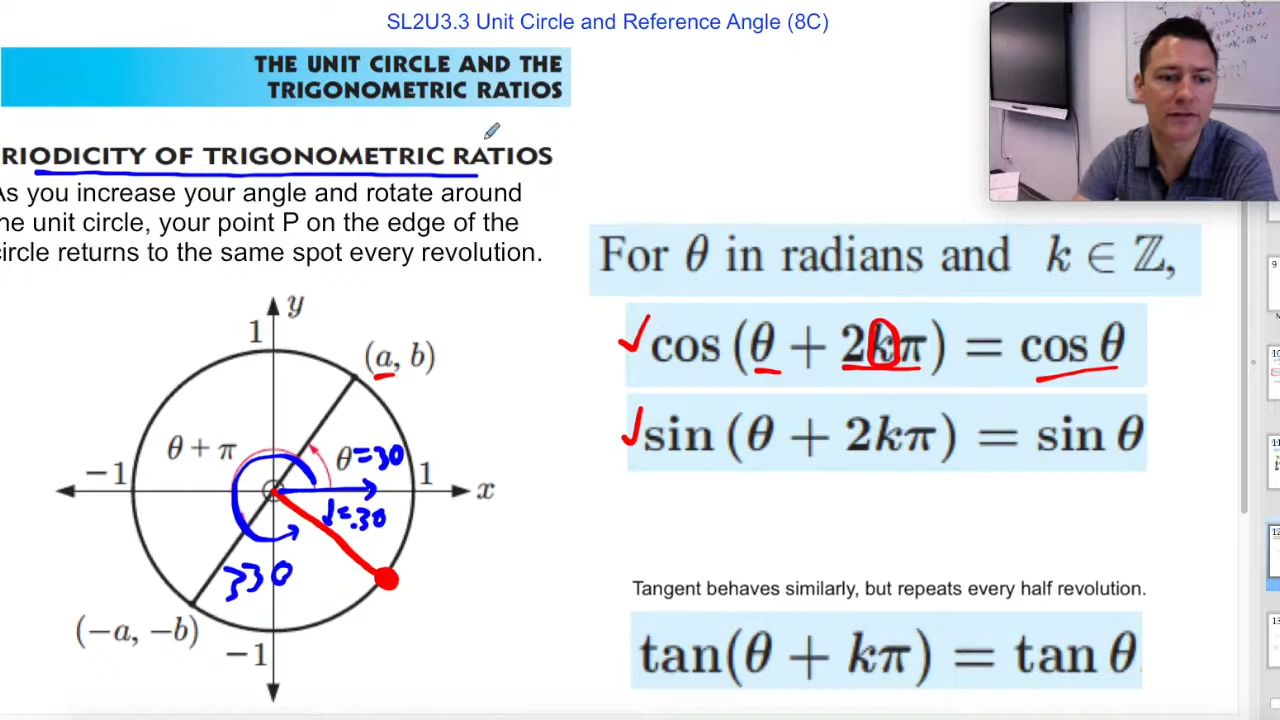 SL2U3.3 Unit Circle and Reference Angle (8C)
THE UNIT CIRCLE AND THE
TRIGONOMETRIC RATIOS
RIODICITY OF TRIGONOMETRIC RATIOS
As you increase your angle and rotate around
he unit circle, your point P on the edge of the
circle returns to the same spot every revolution.
For θ in radians and k ∈ ℤ,
cos (θ + 2kπ) = cos θ
sin (θ + 2kπ) = sin θ
Tangent behaves similarly, but repeats every half revolution.
tan(θ + kπ) = tan θ
y
1
(a, b)
θ + π
θ = 30
−1
1
x
330
(−a, −b)
−1